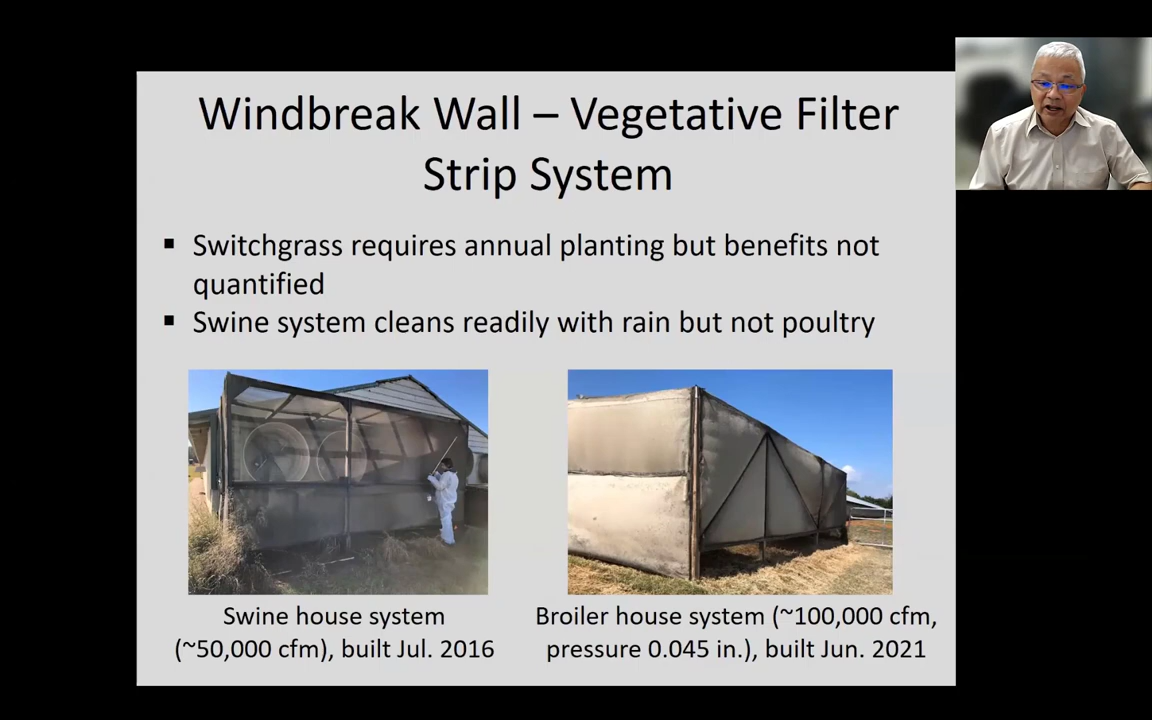 Windbreak Wall – Vegetative Filter
Strip System
▪ Switchgrass requires annual planting but benefits not
quantified
▪ Swine system cleans readily with rain but not poultry
Swine house system
(~50,000 cfm), built Jul. 2016
Broiler house system (~100,000 cfm,
pressure 0.045 in.), built Jun. 2021